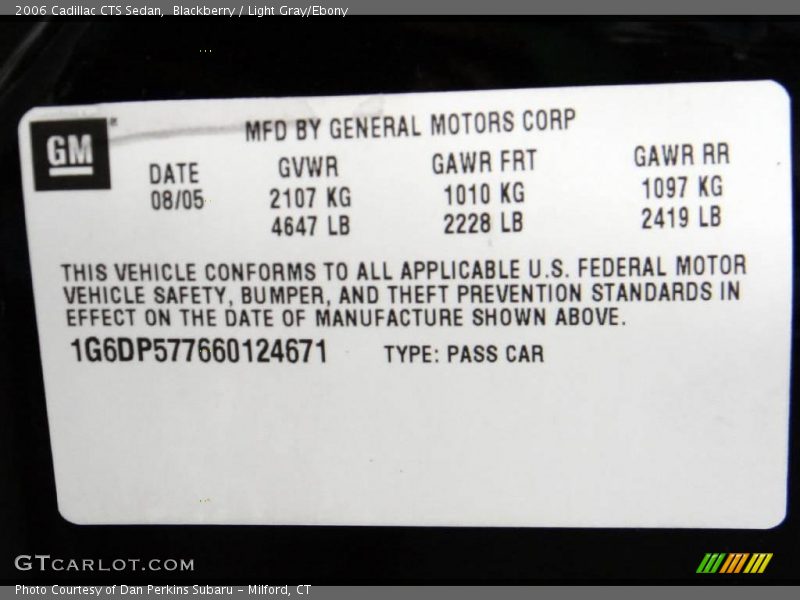 2006 Cadillac CTS Sedan,  Blackberry / Light Gray/Ebony
GM
MFD BY GENERAL MOTORS CORP
DATE GVWR GAWR FRT GAWR RR
08/05 2107 KG 1010 KG 1097 KG
4647 LB 2228 LB 2419 LB
THIS VEHICLE CONFORMS TO ALL APPLICABLE U.S. FEDERAL MOTOR
VEHICLE SAFETY, BUMPER, AND THEFT PREVENTION STANDARDS IN
EFFECT ON THE DATE OF MANUFACTURE SHOWN ABOVE.
1G6DP577660124671 TYPE: PASS CAR
GTCARLOT.COM
Photo Courtesy of Dan Perkins Subaru - Milford, CT